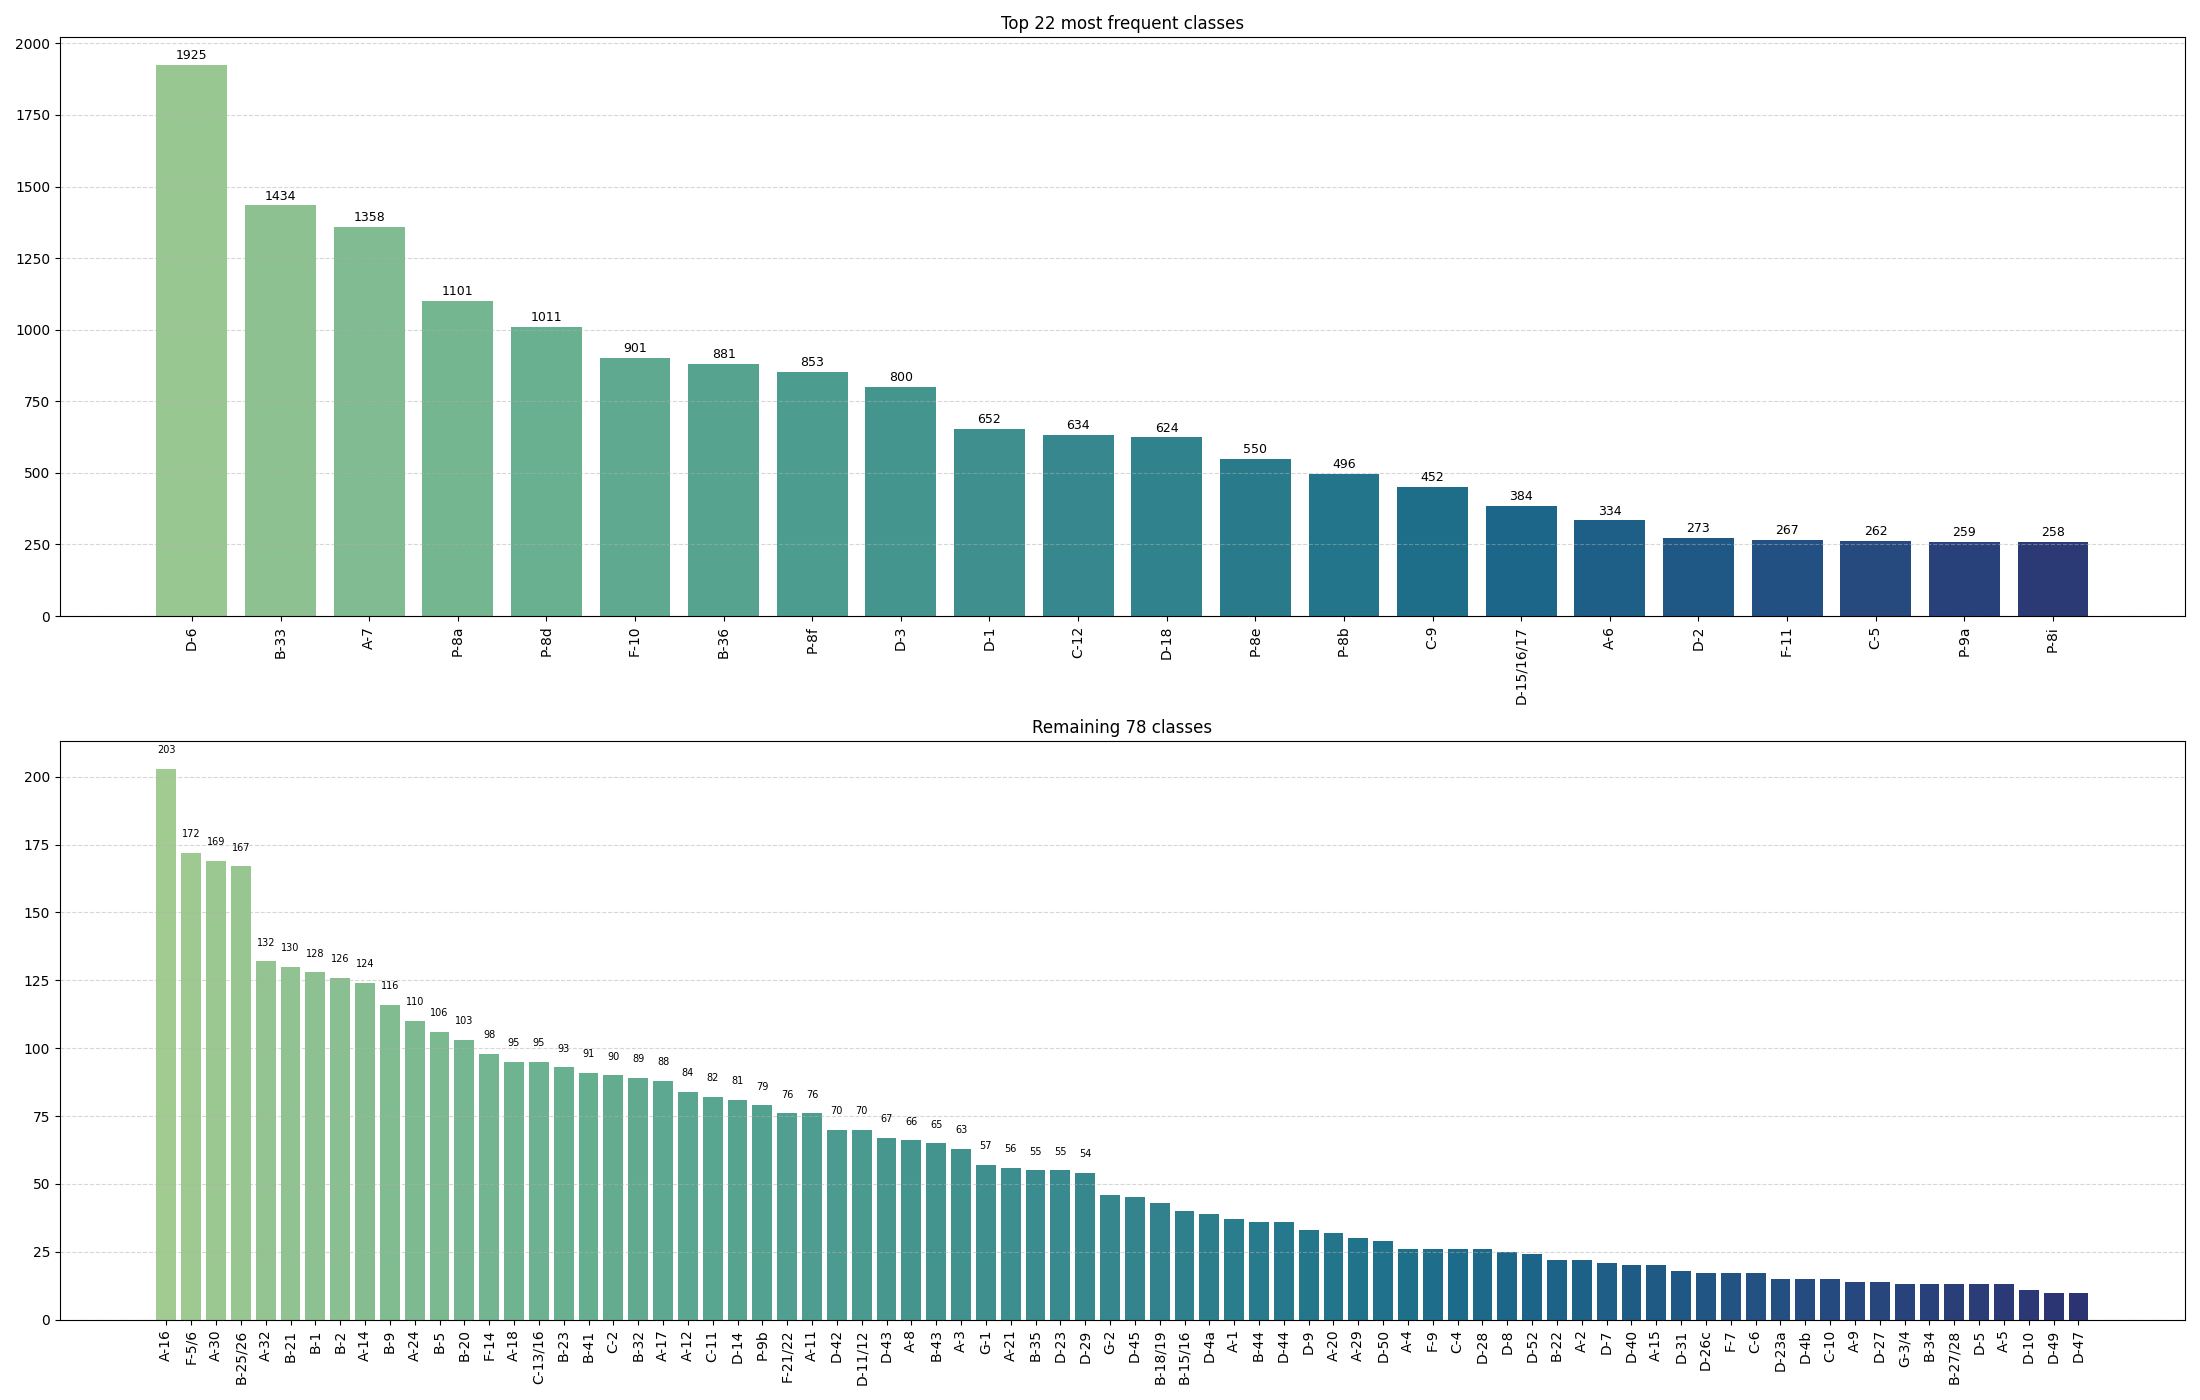 Top 22 most frequent classes
2000
1750
1500
1250
1000
750
500
250
0
1925
1434
1358
1101
1011
901
881
853
800
652
634
624
550
496
452
384
334
273
267
262
259
258
D-6
B-33
A-7
P-8a
P-8d
F-10
B-36
P-8f
D-3
D-1
C-12
D-18
P-8e
P-8b
C-9
D-15/16/17
A-6
D-2
F-11
C-5
P-9a
P-8i
Remaining 78 classes
200
175
150
125
100
75
50
25
0
203
172
169
167
132
130
128
126
124
116
110
106
103
98
95
95
93
91
90
89
88
84
82
81
79
76
76
70
70
67
66
65
63
57
56
55
55
54
A-16
F-5/6
A-30
B-25/26
A-32
B-21
B-1
B-2
A-14
B-9
A-24
B-5
B-20
F-14
A-18
C-13/16
B-23
B-41
C-2
B-32
A-17
A-12
C-11
D-14
P-9b
F-21/22
A-11
D-42
D-11/12
D-43
A-8
B-43
A-3
G-1
A-21
B-35
D-23
D-29
G-2
D-45
B-18/19
B-15/16
D-4a
A-1
B-44
D-44
D-9
A-20
A-29
D-50
A-4
F-9
C-4
D-28
D-8
D-52
B-22
A-2
D-7
D-40
A-15
D-31
D-26c
F-7
C-6
D-23a
D-4b
C-10
A-9
D-27
G-3/4
B-34
B-27/28
D-5
A-5
D-10
D-49
D-47